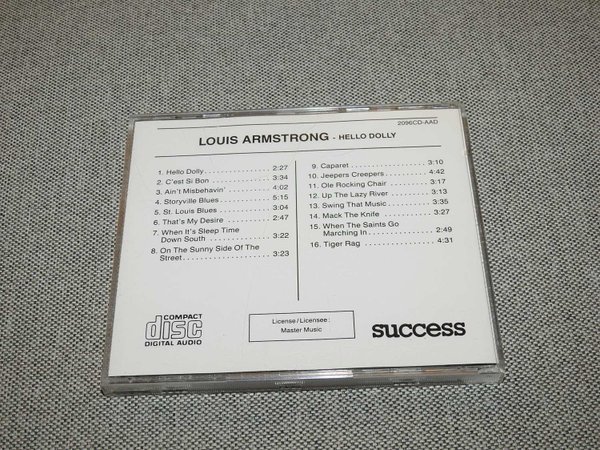 2096CD-AAD
LOUIS ARMSTRONG - HELLO DOLLY
1. Hello Dolly 2:27
2. C'est Si Bon 3:34
3. Ain't Misbehavin' 4:02
4. Storyville Blues 5:15
5. St. Louis Blues 3:04
6. That's My Desire 2:47
7. When It's Sleep Time
Down South 3:22
8. On The Sunny Side Of The
Street 3:23
9. Caparet 3:10
10. Jeepers Creepers 4:42
11. Ole Rocking Chair 3:17
12. Up The Lazy River 3:13
13. Swing That Music 3:35
14. Mack The Knife 3:27
15. When The Saints Go
Marching In 2:49
16. Tiger Rag 4:31
COMPACT
disc
DIGITAL AUDIO
License / Licensee:
Master Music
success